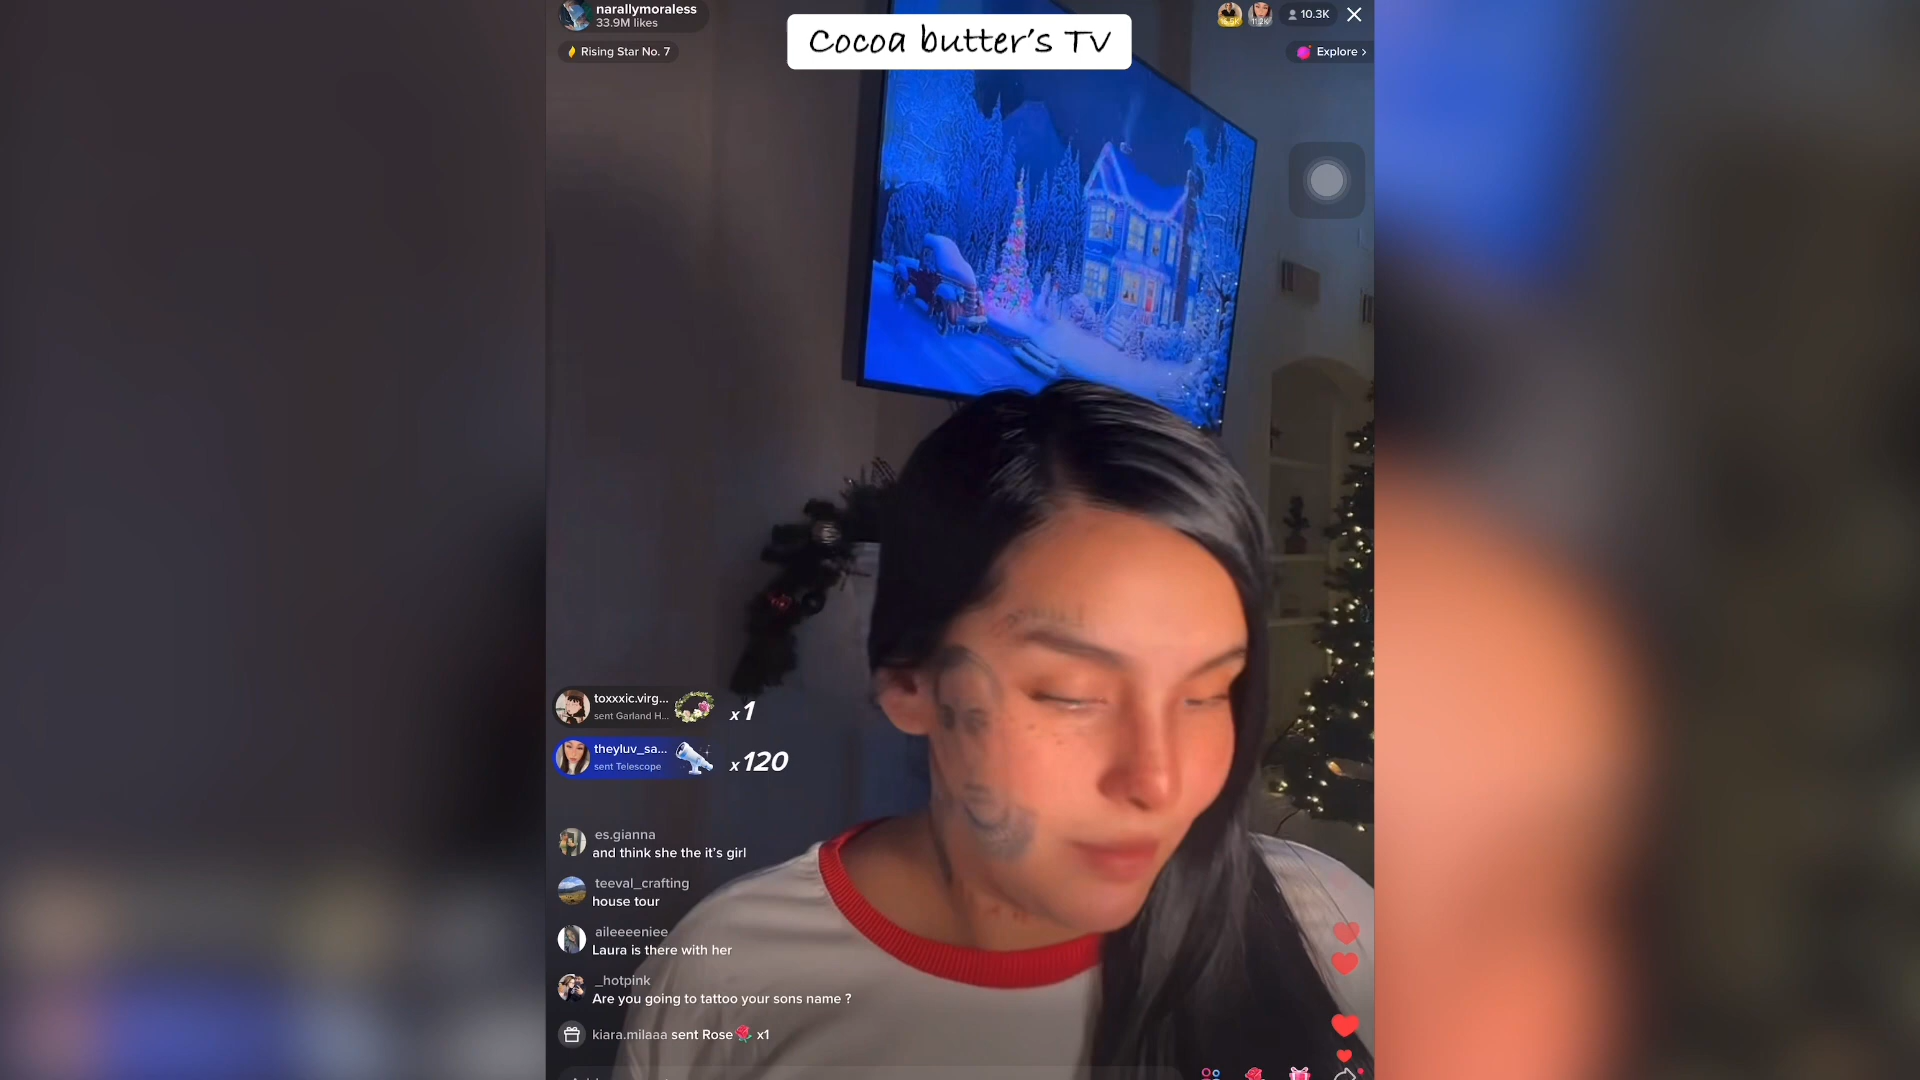 narallymoraless
33.9M likes
10.3K
Rising Star No. 7
Cocoa butter's TV
Explore >
toxxxic.virg...
sent Garland H...
x1
theyluv_sa...
sent Telescope
x120
es.gianna
and think she the it's girl
teeval_crafting
house tour
aileeeeniee
Laura is there with her
_hotpink
Are you going to tattoo your sons name ?
kiara.milaaa sent Rose🌹 x1